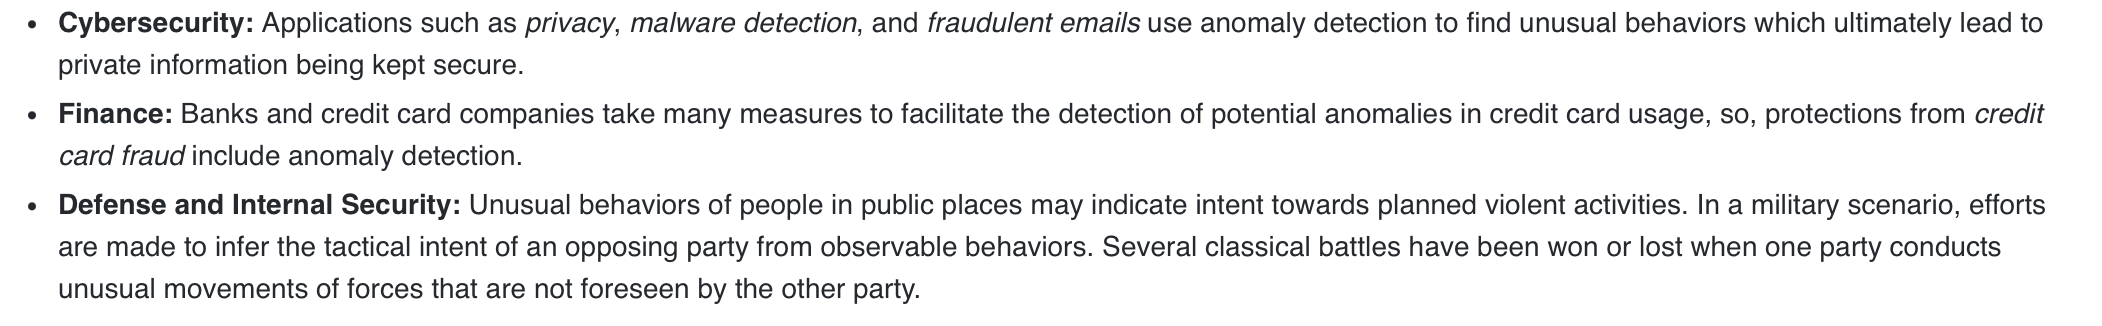 • Cybersecurity: Applications such as privacy, malware detection, and fraudulent emails use anomaly detection to find unusual behaviors which ultimately lead to
private information being kept secure.
• Finance: Banks and credit card companies take many measures to facilitate the detection of potential anomalies in credit card usage, so, protections from credit
card fraud include anomaly detection.
• Defense and Internal Security: Unusual behaviors of people in public places may indicate intent towards planned violent activities. In a military scenario, efforts
are made to infer the tactical intent of an opposing party from observable behaviors. Several classical battles have been won or lost when one party conducts
unusual movements of forces that are not foreseen by the other party.